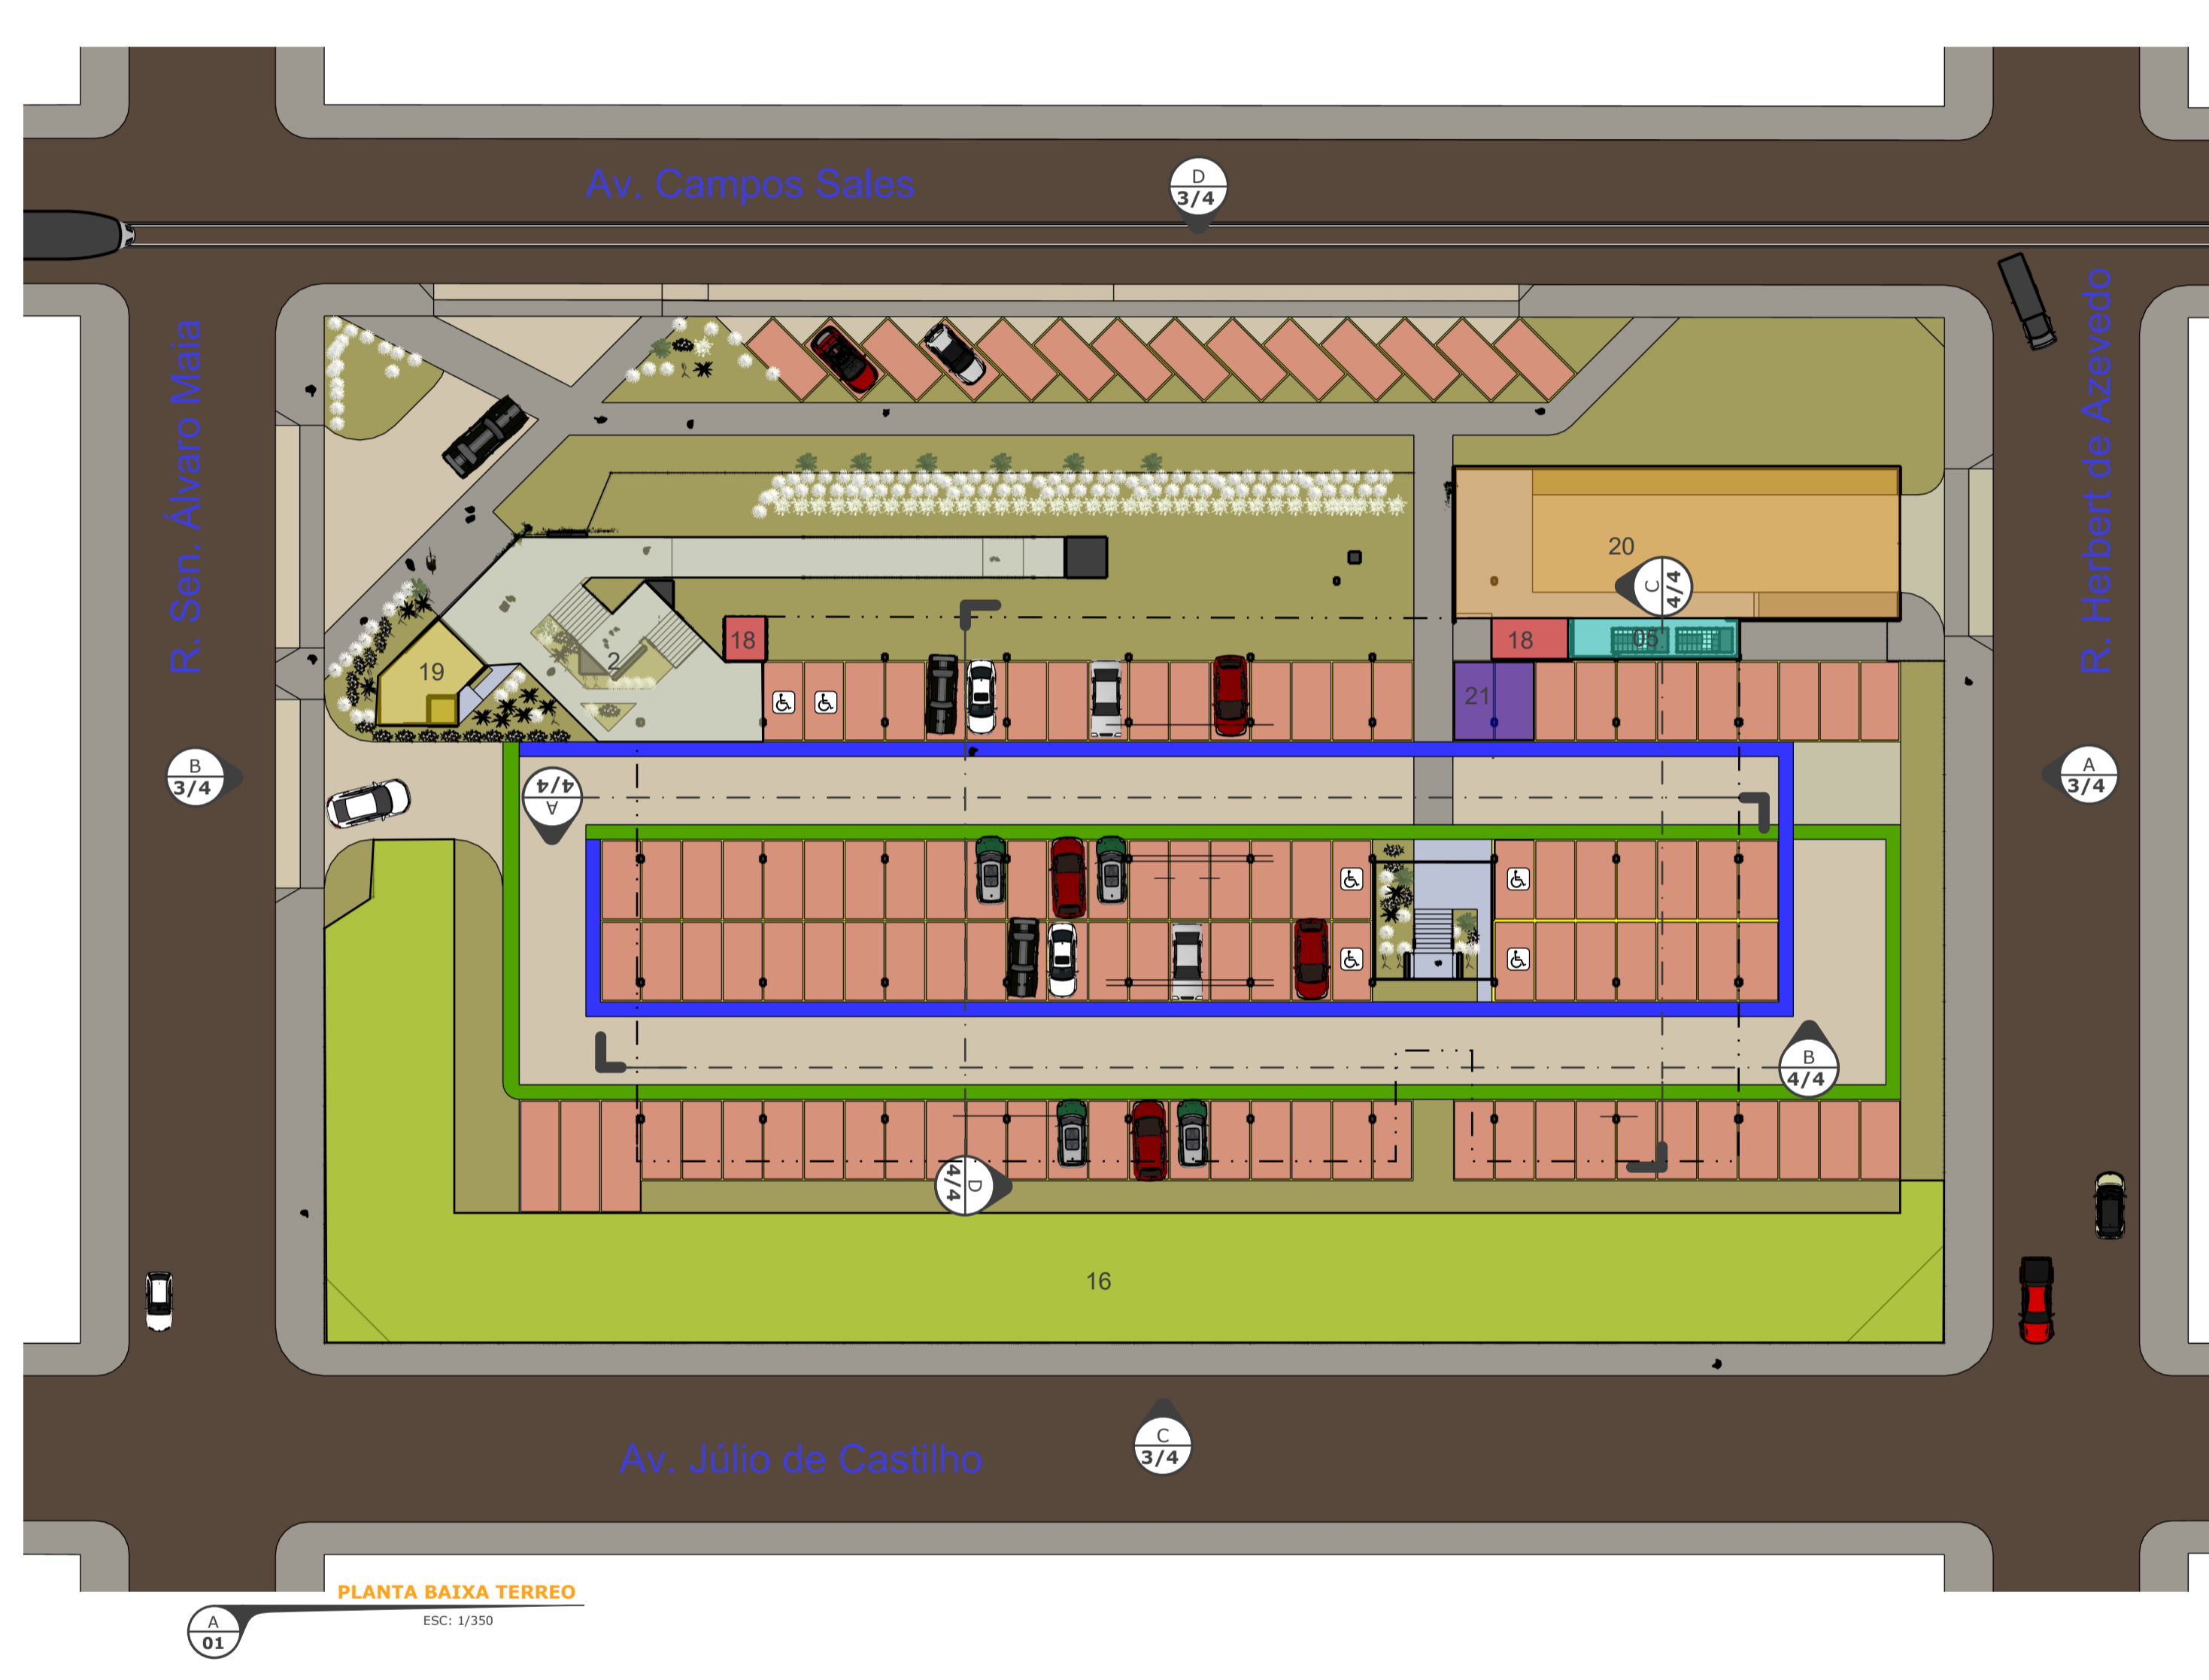 Av. Campos Sales
D
3/4
R. Sen. Álvaro Maia
R. Herbert de Azevedo
20
C
4/4
18
18
05
19
2
21
B
3/4
A
4/4
A
3/4
B
4/4
D
4/4
16
Av. Júlio de Castilho
C
3/4
PLANTA BAIXA TERREO
ESC: 1/350
A
01